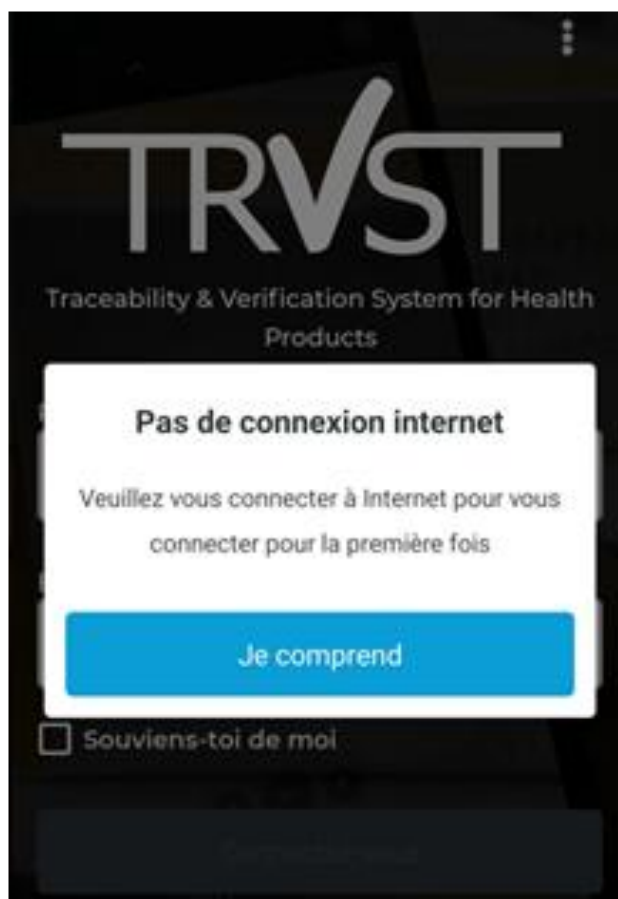 TRVST
Traceability & Verification System for Health
Products
Pas de connexion internet
Veuillez vous connecter à Internet pour vous
connecter pour la première fois
Je comprend
Souviens-toi de moi